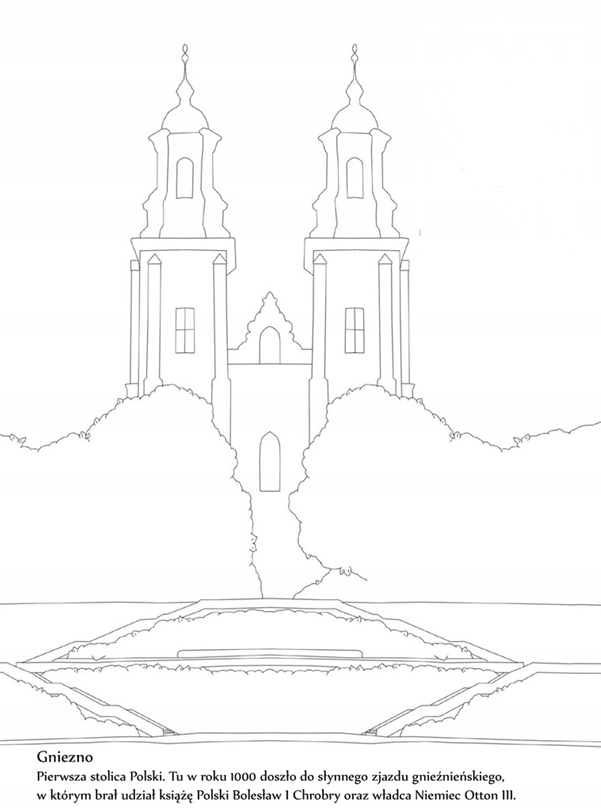 Gniezno
Pierwsza stolica Polski. Tu w roku 1000 doszło do słynnego zjazdu gnieźnieńskiego,
w którym brał udział książę Polski Bolesław I Chrobry oraz władca Niemiec Otton III.